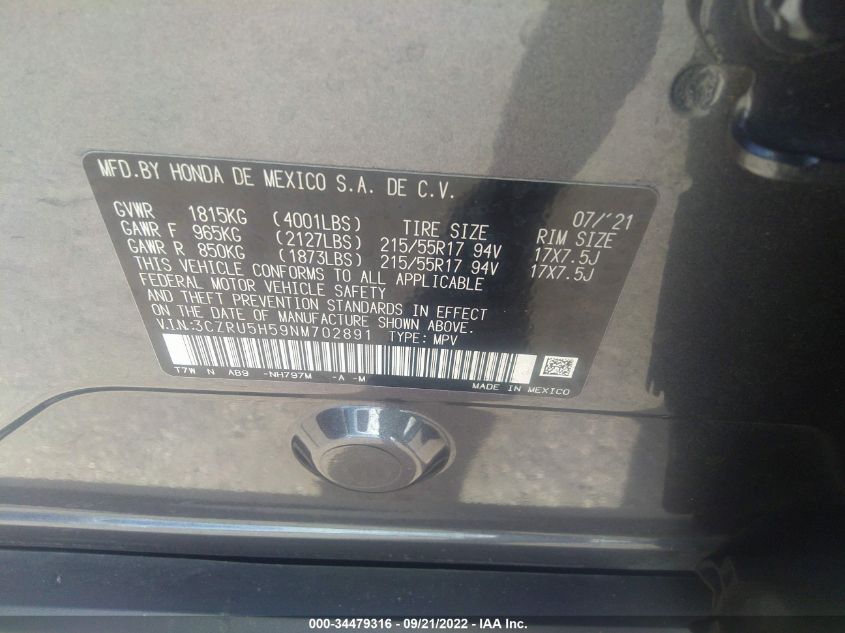 MFD.BY HONDA DE MEXICO S.A. DE C.V.
07/'21
GVWR 1815KG (4001LBS) TIRE SIZE RIM SIZE
GAWR F 965KG (2127LBS) 215/55R17 94V 17X7.5J
GAWR R 850KG (1873LBS) 215/55R17 94V 17X7.5J
THIS VEHICLE CONFORMS TO ALL APPLICABLE
FEDERAL MOTOR VEHICLE SAFETY
AND THEFT PREVENTION STANDARDS IN EFFECT
ON THE DATE OF MANUFACTURE SHOWN ABOVE.
V.I.N.:3CZRU5H59NM702891 TYPE: MPV
T7W N AB9 -NH797M -A -M MADE IN MEXICO
000-34479316 - 09/21/2022 - IAA Inc.